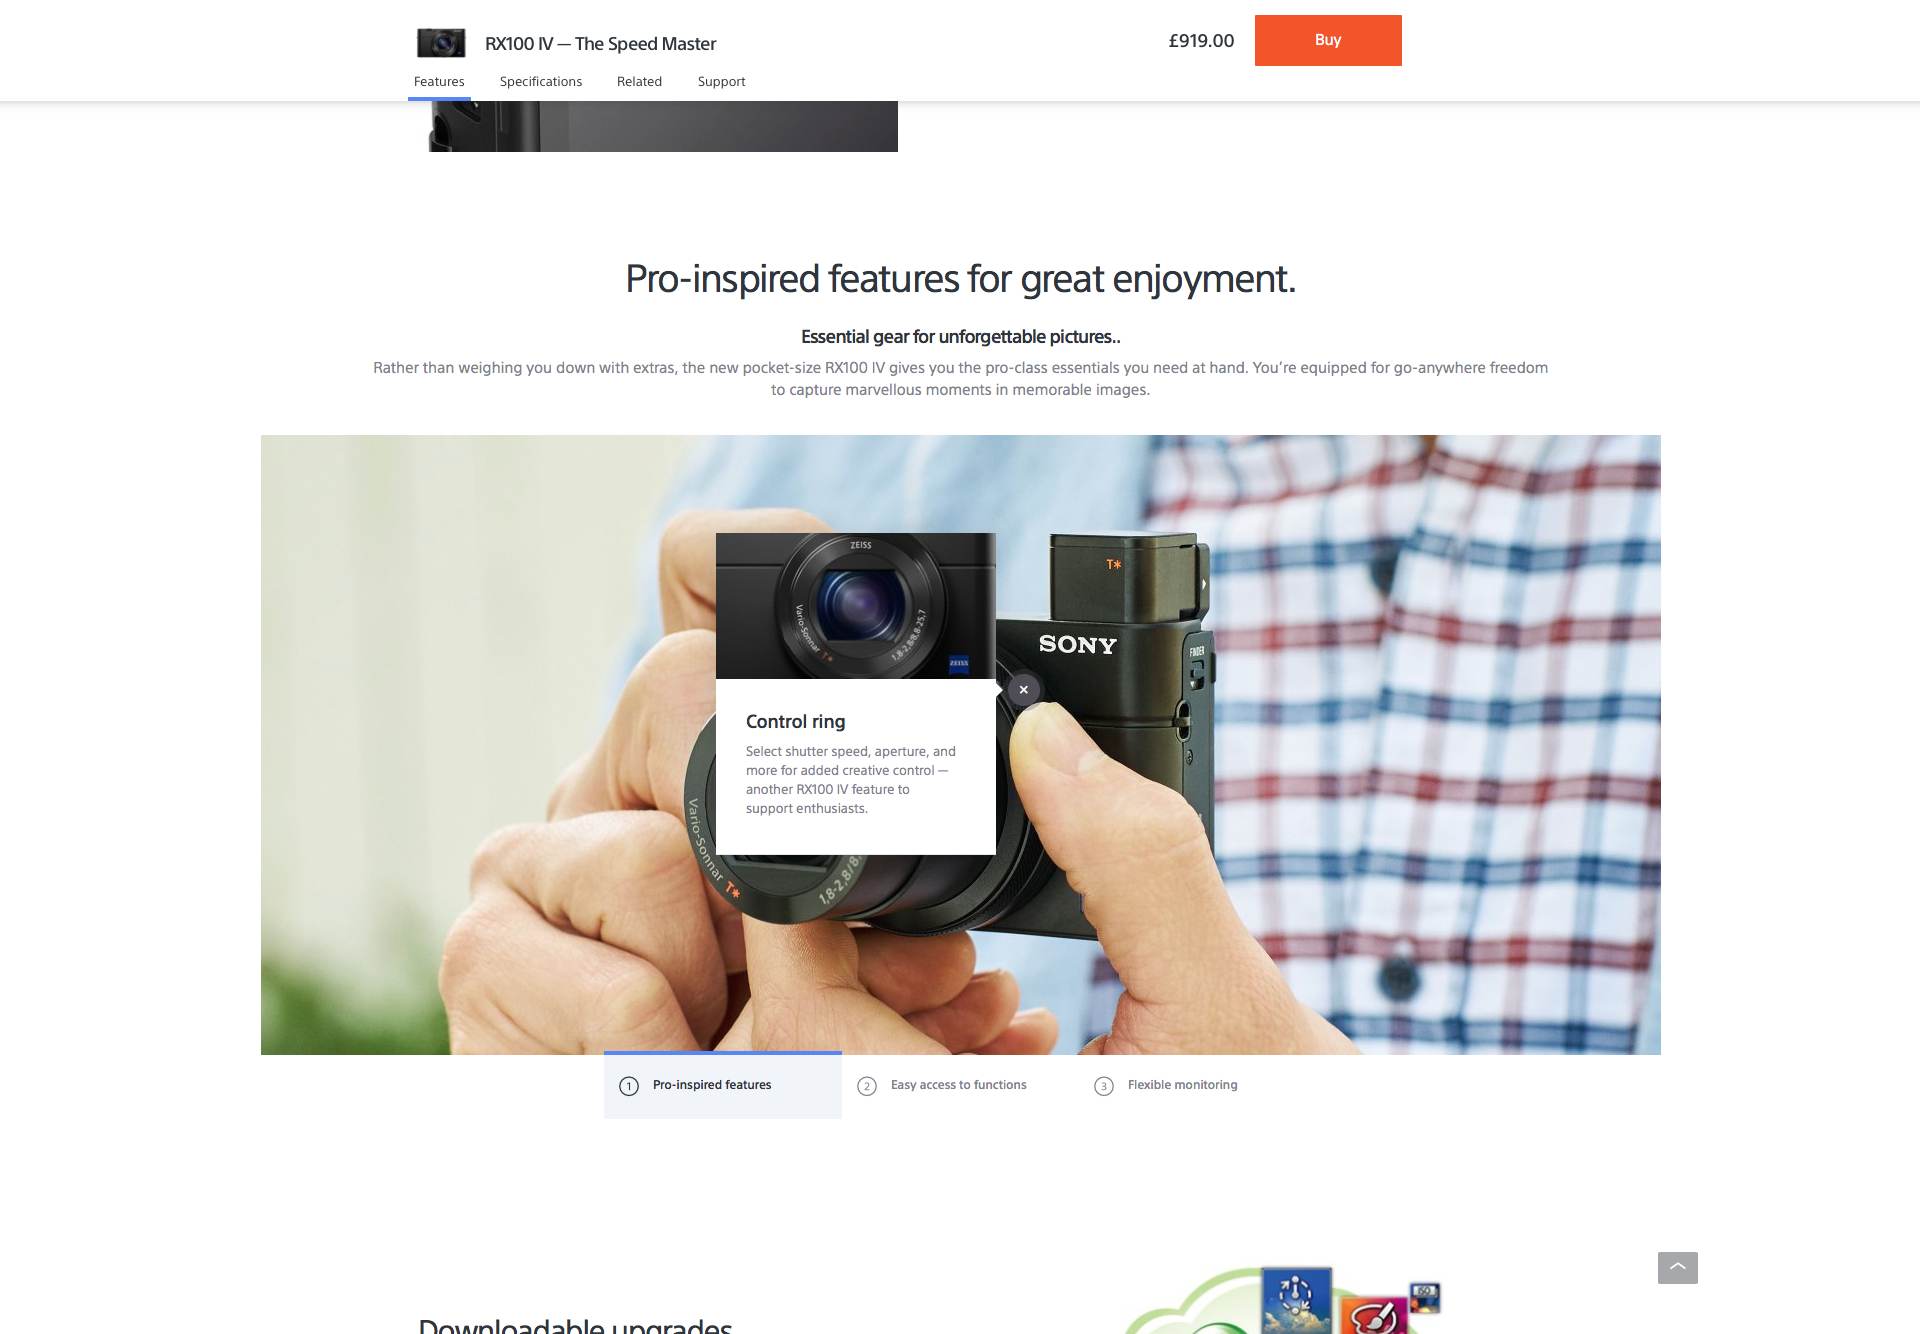 RX100 IV — The Speed Master
£919.00
Buy
Features
Specifications
Related
Support
Pro-inspired features for great enjoyment.
Essential gear for unforgettable pictures..
Rather than weighing you down with extras, the new pocket-size RX100 IV gives you the pro-class essentials you need at hand. You’re equipped for go-anywhere freedom
to capture marvellous moments in memorable images.
ZEISS
Vario-Sonnar T*
1,8-2,8/8,8-25,7
ZEISS
T*
SONY
FINDER
×
Control ring
Select shutter speed, aperture, and
more for added creative control —
another RX100 IV feature to
support enthusiasts.
Vario-Sonnar T*
1,8-2,8/8,
1 Pro-inspired features
2 Easy access to functions
3 Flexible monitoring
Downloadable upgrades
ISO